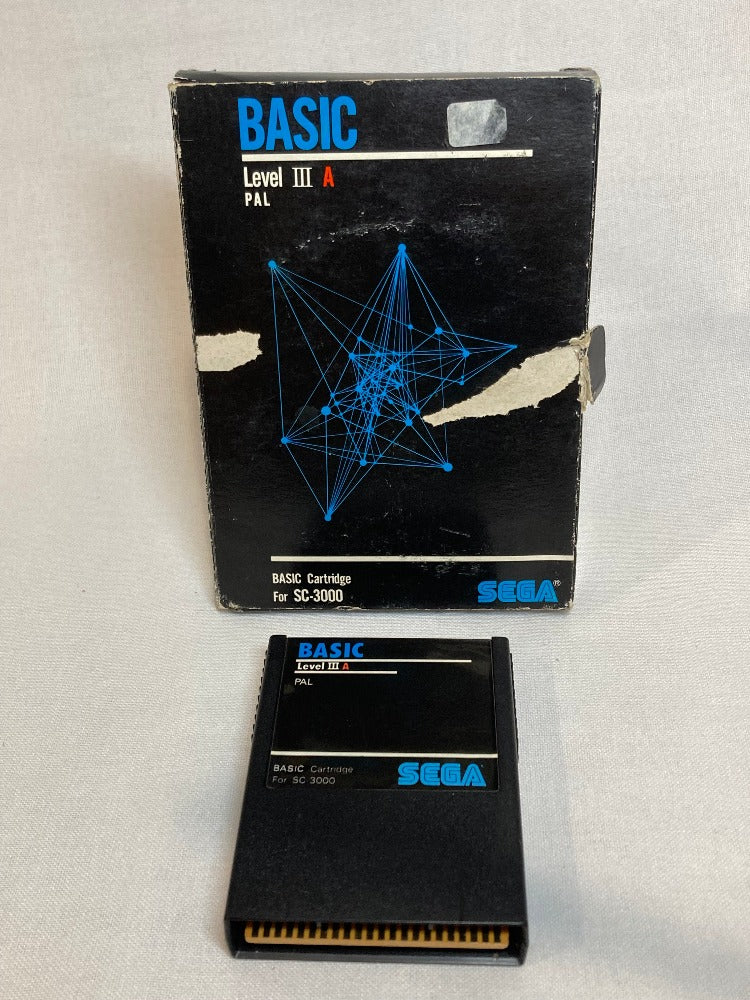 BASIC
Level III A
PAL
BASIC Cartridge
For SC-3000
SEGA®
BASIC
Level III A
PAL
BASIC Cartridge
For SC-3000
SEGA